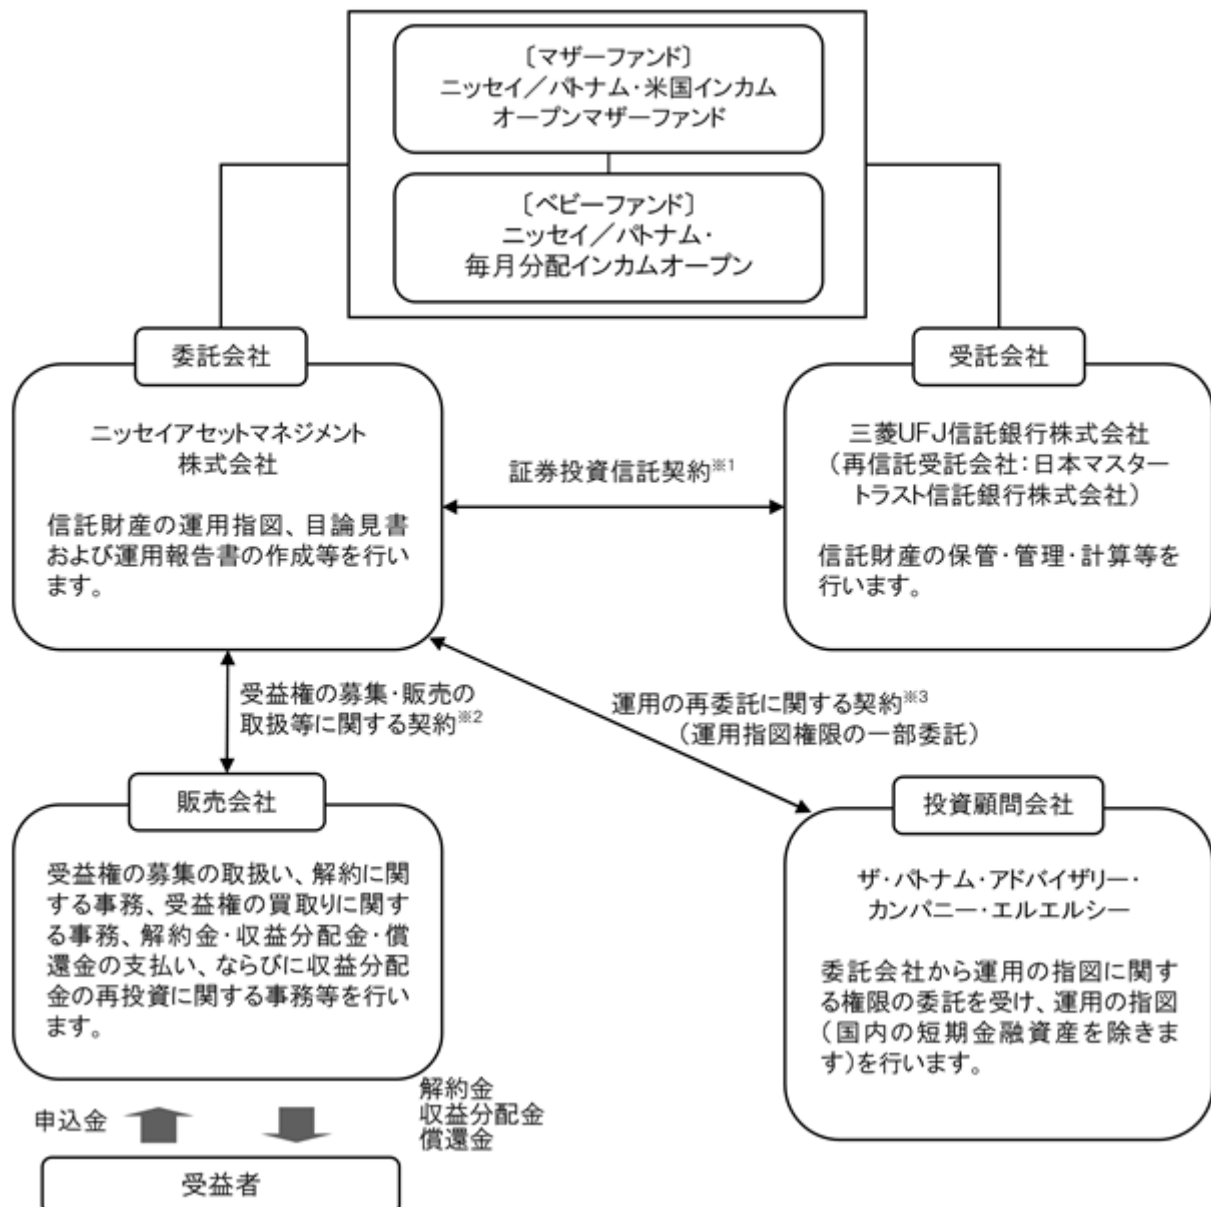 〔マザーファンド〕
ニッセイ／パトナム・米国インカム
オープンマザーファンド
〔ベビーファンド〕
ニッセイ／パトナム・
毎月分配インカムオープン
委託会社
ニッセイアセットマネジメント
株式会社
信託財産の運用指図、目論見書
および運用報告書の作成等を行い
ます。
証券投資信託契約※1
受託会社
三菱UFJ信託銀行株式会社
（再信託受託会社：日本マスター
トラスト信託銀行株式会社）
信託財産の保管・管理・計算等を
行います。
受益権の募集・販売の
取扱等に関する契約※2
運用の再委託に関する契約※3
（運用指図権限の一部委託）
販売会社
受益権の募集の取扱い、解約に関
する事務、受益権の買取りに関す
る事務、解約金・収益分配金・償
還金の支払い、ならびに収益分配
金の再投資に関する事務等を行い
ます。
投資顧問会社
ザ・パトナム・アドバイザリー・
カンパニー・エルエルシー
委託会社から運用の指図に関す
る権限の委託を受け、運用の指図
（国内の短期金融資産を除きま
す）を行います。
申込金
解約金
収益分配金
償還金
受益者